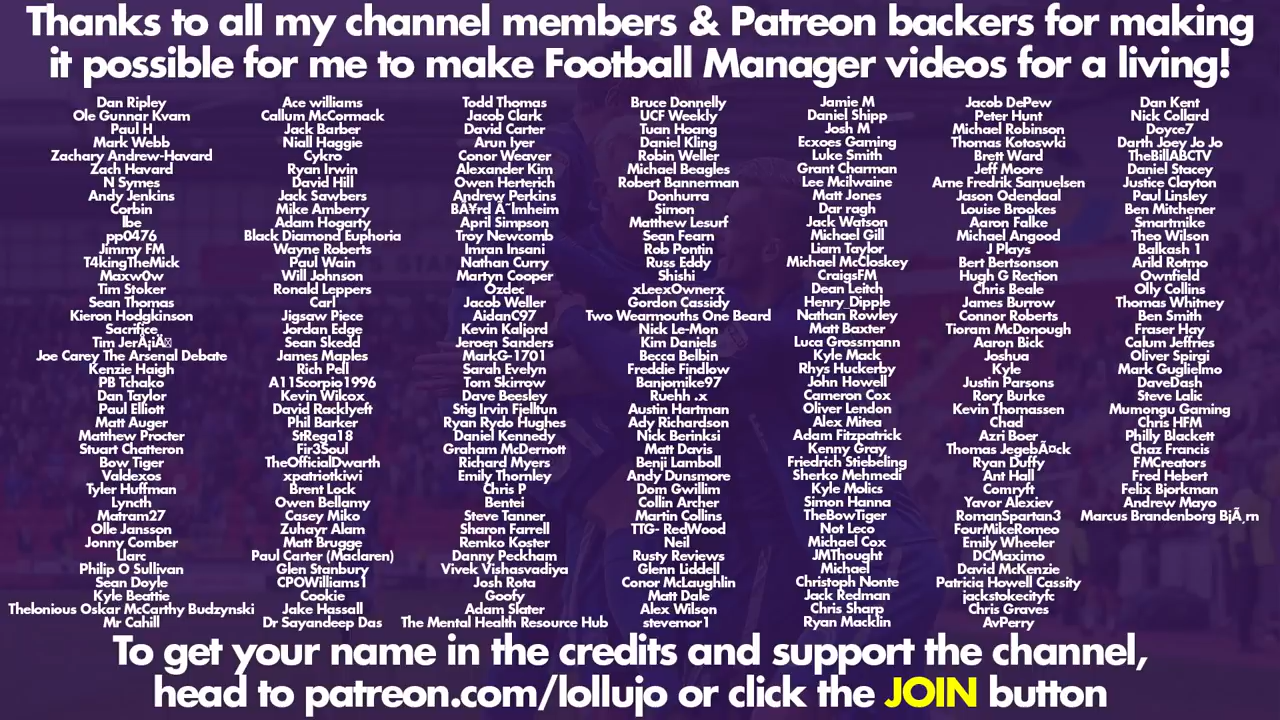 Thanks to all my channel members & Patreon backers for making
it possible for me to make Football Manager videos for a living!
Dan Ripley
Ole Gunnar Kvam
Paul H
Mark Webb
Zachary Andrew-Havard
Zach Havard
N Symes
Andy Jenkins
Corbin
Ibe
pp0476
Jimmy FM
T4kingTheMick
Maxw0w
Tim Stoker
Sean Thomas
Kieron Hodgkinson
Sacrifice
Tim
Joe Carey The Arsenal Debate
Kenzie Haigh
PB Tchako
Dan Taylor
Paul Elliott
Matt Auger
Matthew Procter
Stuart Chatteron
Bow Tiger
Valdexos
Tyler Huffman
Lyncth
Matram27
Olle Jansson
Jonny Comber
Llarc
Philip O Sullivan
Sean Doyle
Kyle Beattie
Thelonious Oskar McCarthy Budzynski
Mr Cahill
Ace williams
Callum McCormack
Jack Barber
Niall Haggie
Cykro
Ryan Irwin
David Hill
Jack Sawbers
Mike Amberry
Adam Hogarty
Black Diamond Euphoria
Wayne Roberts
Paul Wain
Will Johnson
Ronald Leppers
Carl
Jigsaw Piece
Jordan Edge
Sean Skedd
James Maples
Rich Pell
A11Scorpio1996
Kevin Wilcox
David Racklyeft
Phil Barker
StRega18
Fir3Soul
TheOfficialDwarth
xpatriotkiwi
Brent Lock
Owen Bellamy
Casey Miko
Zuhayr Alam
Matt Brugge
Paul Carter (Maclaren)
Glen Stanbury
CPOWilliams1
Cookie
Jake Hassall
Dr Sayandeep Das
Todd Thomas
Jacob Clark
David Carter
Arun Iyer
Conor Weaver
Alexander Kim
Owen Herterich
Andrew Perkins
BÃ¥rd Ã˜lmheim
April Simpson
Troy Newcomb
Imran Insani
Nathan Curry
Martyn Cooper
Ozdec
Jacob Weller
AidanC97
Kevin Kaljord
Jeroen Sanders
MarkG-1701
Sarah Evelyn
Tom Skirrow
Dave Beesley
Stig Irvin Fjelltun
Ryan Rydo Hughes
Daniel Kennedy
Graham McDernott
Richard Myers
Emily Thornley
Chris P
Bentei
Steve Tanner
Sharon Farrell
Remko Koster
Danny Peckham
Vivek Vishasvadiya
Josh Rota
Goofy
Adam Slater
The Mental Health Resource Hub
Bruce Donnelly
UCF Weekly
Tuan Hoang
Daniel Kling
Robin Weller
Michael Beagles
Robert Bannerman
Donhurra
Simon
Matthew Lesurf
Sean Fearn
Rob Pontin
Russ Eddy
Shishi
xLeexOwnerx
Gordon Cassidy
Two Wearmouths One Beard
Nick Le-Mon
Kim Daniels
Becca Belbin
Freddie Findlow
Banjomike97
Ruehh .x
Austin Hartman
Ady Richardson
Nick Berinksi
Matt Davis
Benji Lamboll
Andy Dunsmore
Dom Gwillim
Collin Archer
Martin Collins
TTG- RedWood
Neil
Rusty Reviews
Glenn Liddell
Conor McLaughlin
Matt Dale
Alex Wilson
stevemor1
Jamie M
Daniel Shipp
Josh M
Ecxoes Gaming
Luke Smith
Grant Charman
Lee Mcilwaine
Matt Jones
Dar ragh
Jack Watson
Michael Gill
Liam Taylor
Michael McCloskey
CraigsFM
Dean Leitch
Henry Dipple
Nathan Rowley
Matt Baxter
Luca Grossmann
Kyle Mack
Rhys Huckerby
John Howell
Cameron Cox
Oliver Lendon
Alex Mitea
Adam Fitzpatrick
Kenny Gray
Friedrich Stiebeling
Sherko Mehmedi
Kyle Molics
Simon Hanna
TheBowTiger
Not Leco
Michael Cox
JMThought
Michael
Christoph Nonte
Jack Redman
Chris Sharp
Ryan Macklin
Jacob DePew
Peter Hunt
Michael Robinson
Thomas Kotoswki
Brett Ward
Jeff Moore
Arne Fredrik Samuelsen
Jason Odendaal
Louise Brookes
Aaron Falke
Michael Angood
J Plays
Bert Bertsonson
Hugh G Rection
Chris Beale
James Burrow
Connor Roberts
Tioram McDonough
Aaron Bick
Joshua
Kyle
Justin Parsons
Rory Burke
Kevin Thomassen
Chad
Azri Boer
Thomas JegebÃ¤ck
Ryan Duffy
Ant Hall
Comryft
Yavor Alexiev
RomanSpartan3
FourMikeRomeo
Emily Wheeler
DCMaximo
David McKenzie
Patricia Howell Cassity
jackstokecityfc
Chris Graves
AvPerry
Dan Kent
Nick Collard
Doyce7
Darth Joey Jo Jo
TheBillABCTV
Daniel Stacey
Justice Clayton
Paul Linsley
Ben Mitchener
Smartmike
Theo Wilson
Balkash 1
Arild Rotmo
Ownfield
Olly Collins
Thomas Whitney
Ben Smith
Fraser Hay
Calum Jeffries
Oliver Spirgi
Mark Guglielmo
DaveDash
Steve Lalic
Mumongu Gaming
Chris HFM
Philly Blackett
Chaz Francis
FMCreators
Fred Hebert
Felix Bjorkman
Andrew Mayo
Marcus Brandenborg BjÃ¸rn
To get your name in the credits and support the channel,
head to patreon.com/lollujo or click the JOIN button